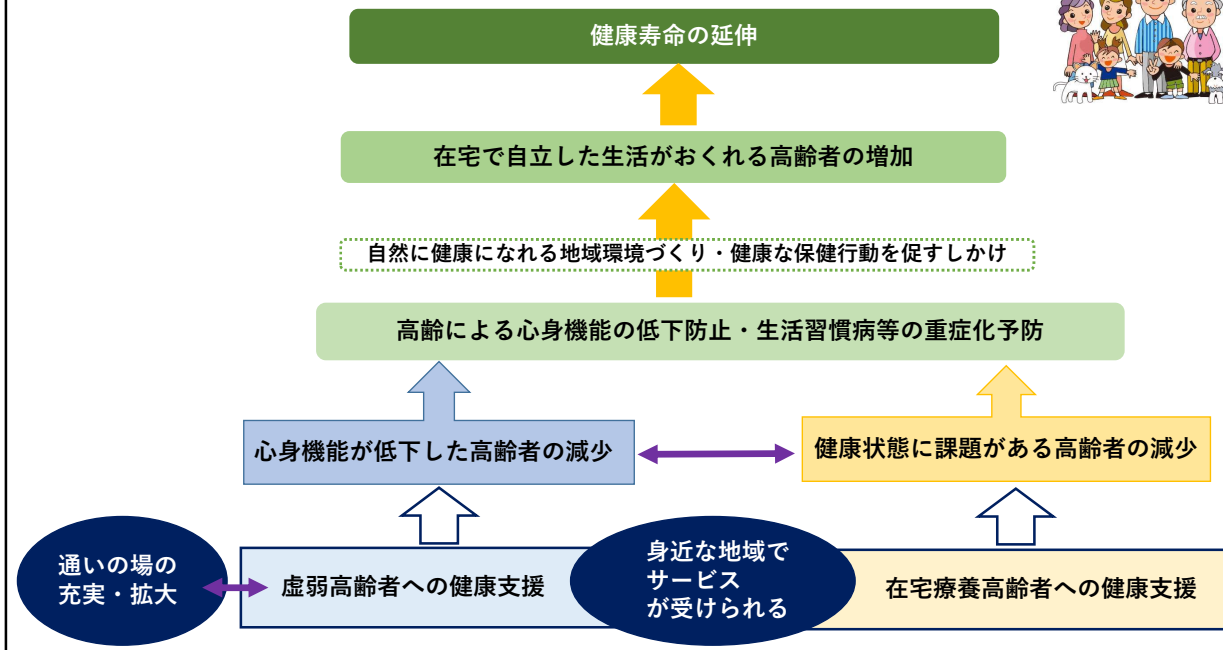 健康寿命の延伸
在宅で自立した生活がおくれる高齢者の増加
自然に健康になれる地域環境づくり・健康な保健行動を促すしかけ
高齢による心身機能の低下防止・生活習慣病等の重症化予防
心身機能が低下した高齢者の減少
健康状態に課題がある高齢者の減少
通いの場の
充実・拡大
虚弱高齢者への健康支援
身近な地域で
サービス
が受けられる
在宅療養高齢者への健康支援